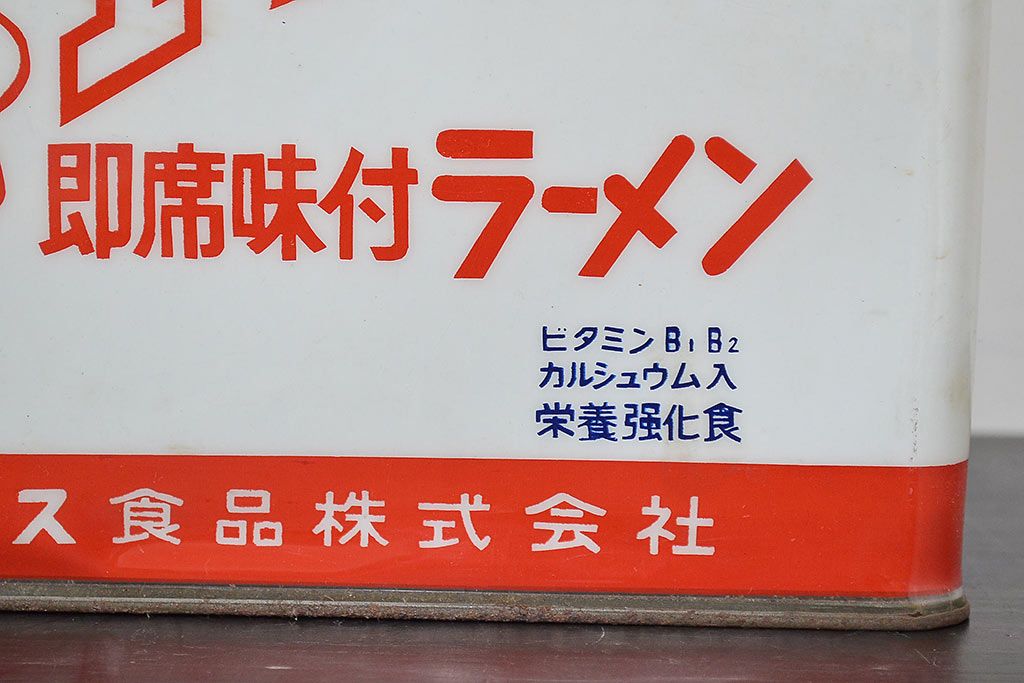 即席味付ラーメン
ビタミンB₁B₂
カルシュウム入
栄養强化食
ス食品株式会社